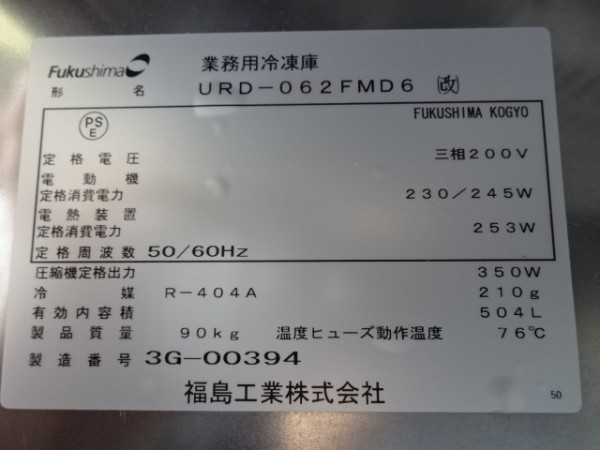 Fukushima 業務用冷凍庫
形名 URD-062FMD6 (改)
PS E FUKUSHIMA KOGYO
定格電圧 三相200V
電動機
定格消費電力 230/245W
電熱装置
定格消費電力 253W
定格周波数 50/60Hz
圧縮機定格出力 350W
冷媒 R-404A 210g
有効内容積 504L
製品質量 90kg 温度ヒューズ動作温度 76℃
製造番号 3G-00394
福島工業株式会社
50